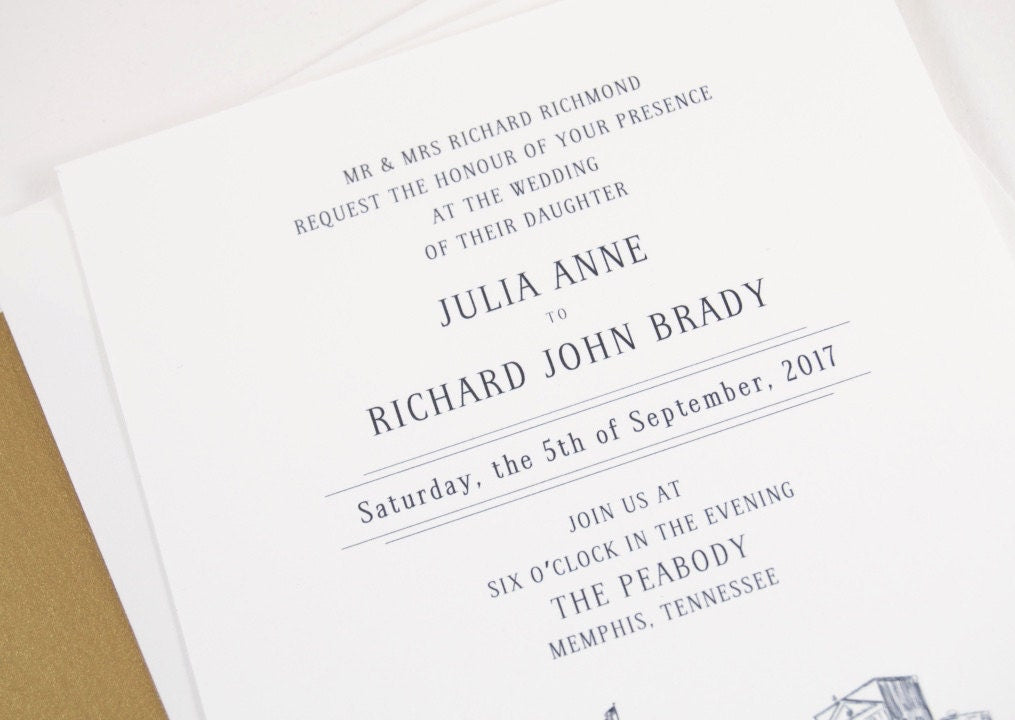 MR & MRS RICHARD RICHMOND
REQUEST THE HONOUR OF YOUR PRESENCE
AT THE WEDDING
OF THEIR DAUGHTER
JULIA ANNE
TO
RICHARD JOHN BRADY
Saturday, the 5th of September, 2017
JOIN US AT
SIX O'CLOCK IN THE EVENING
THE PEABODY
MEMPHIS, TENNESSEE